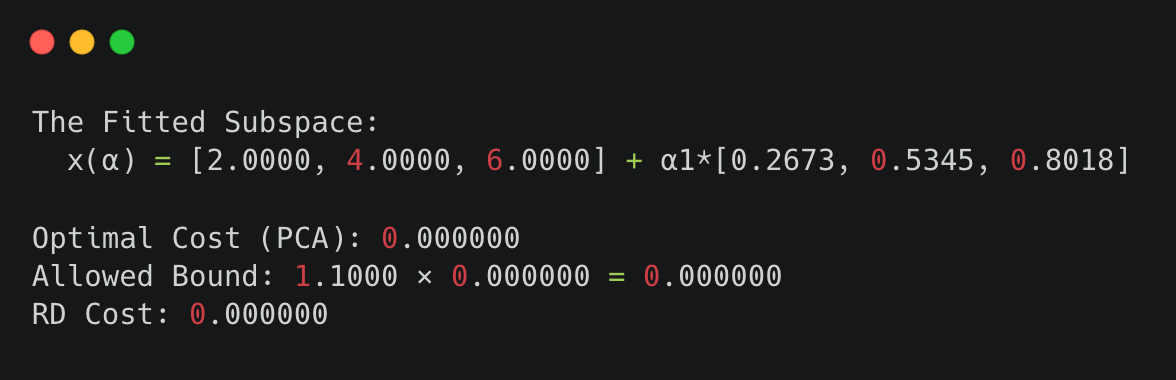 The Fitted Subspace:
x(α) = [2.0000, 4.0000, 6.0000] + α1*[0.2673, 0.5345, 0.8018]
Optimal Cost (PCA): 0.000000
Allowed Bound: 1.1000 × 0.000000 = 0.000000
RD Cost: 0.000000